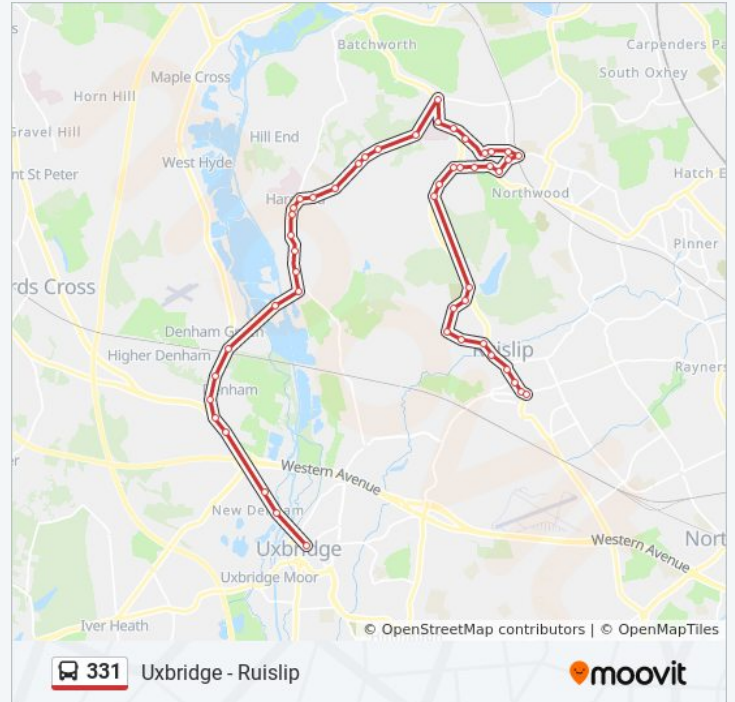 Batchworth
Carpenders Pa
South Oxhey
Maple Cross
Horn Hill
Gravel Hill
Hill End
West Hyde
nt St Peter
Hatch E
Northwood
Pinner
rds Cross
Denham Gr
Ruislip
Higher Denham
Rayners
Denham
Western Avenue
New Denham
Western Avenue
Nort
Uxbridge
Uxbridge Moor
Iver Heath
© OpenStreetMap contributors | © OpenMapTiles
331 Uxbridge - Ruislip
moovit